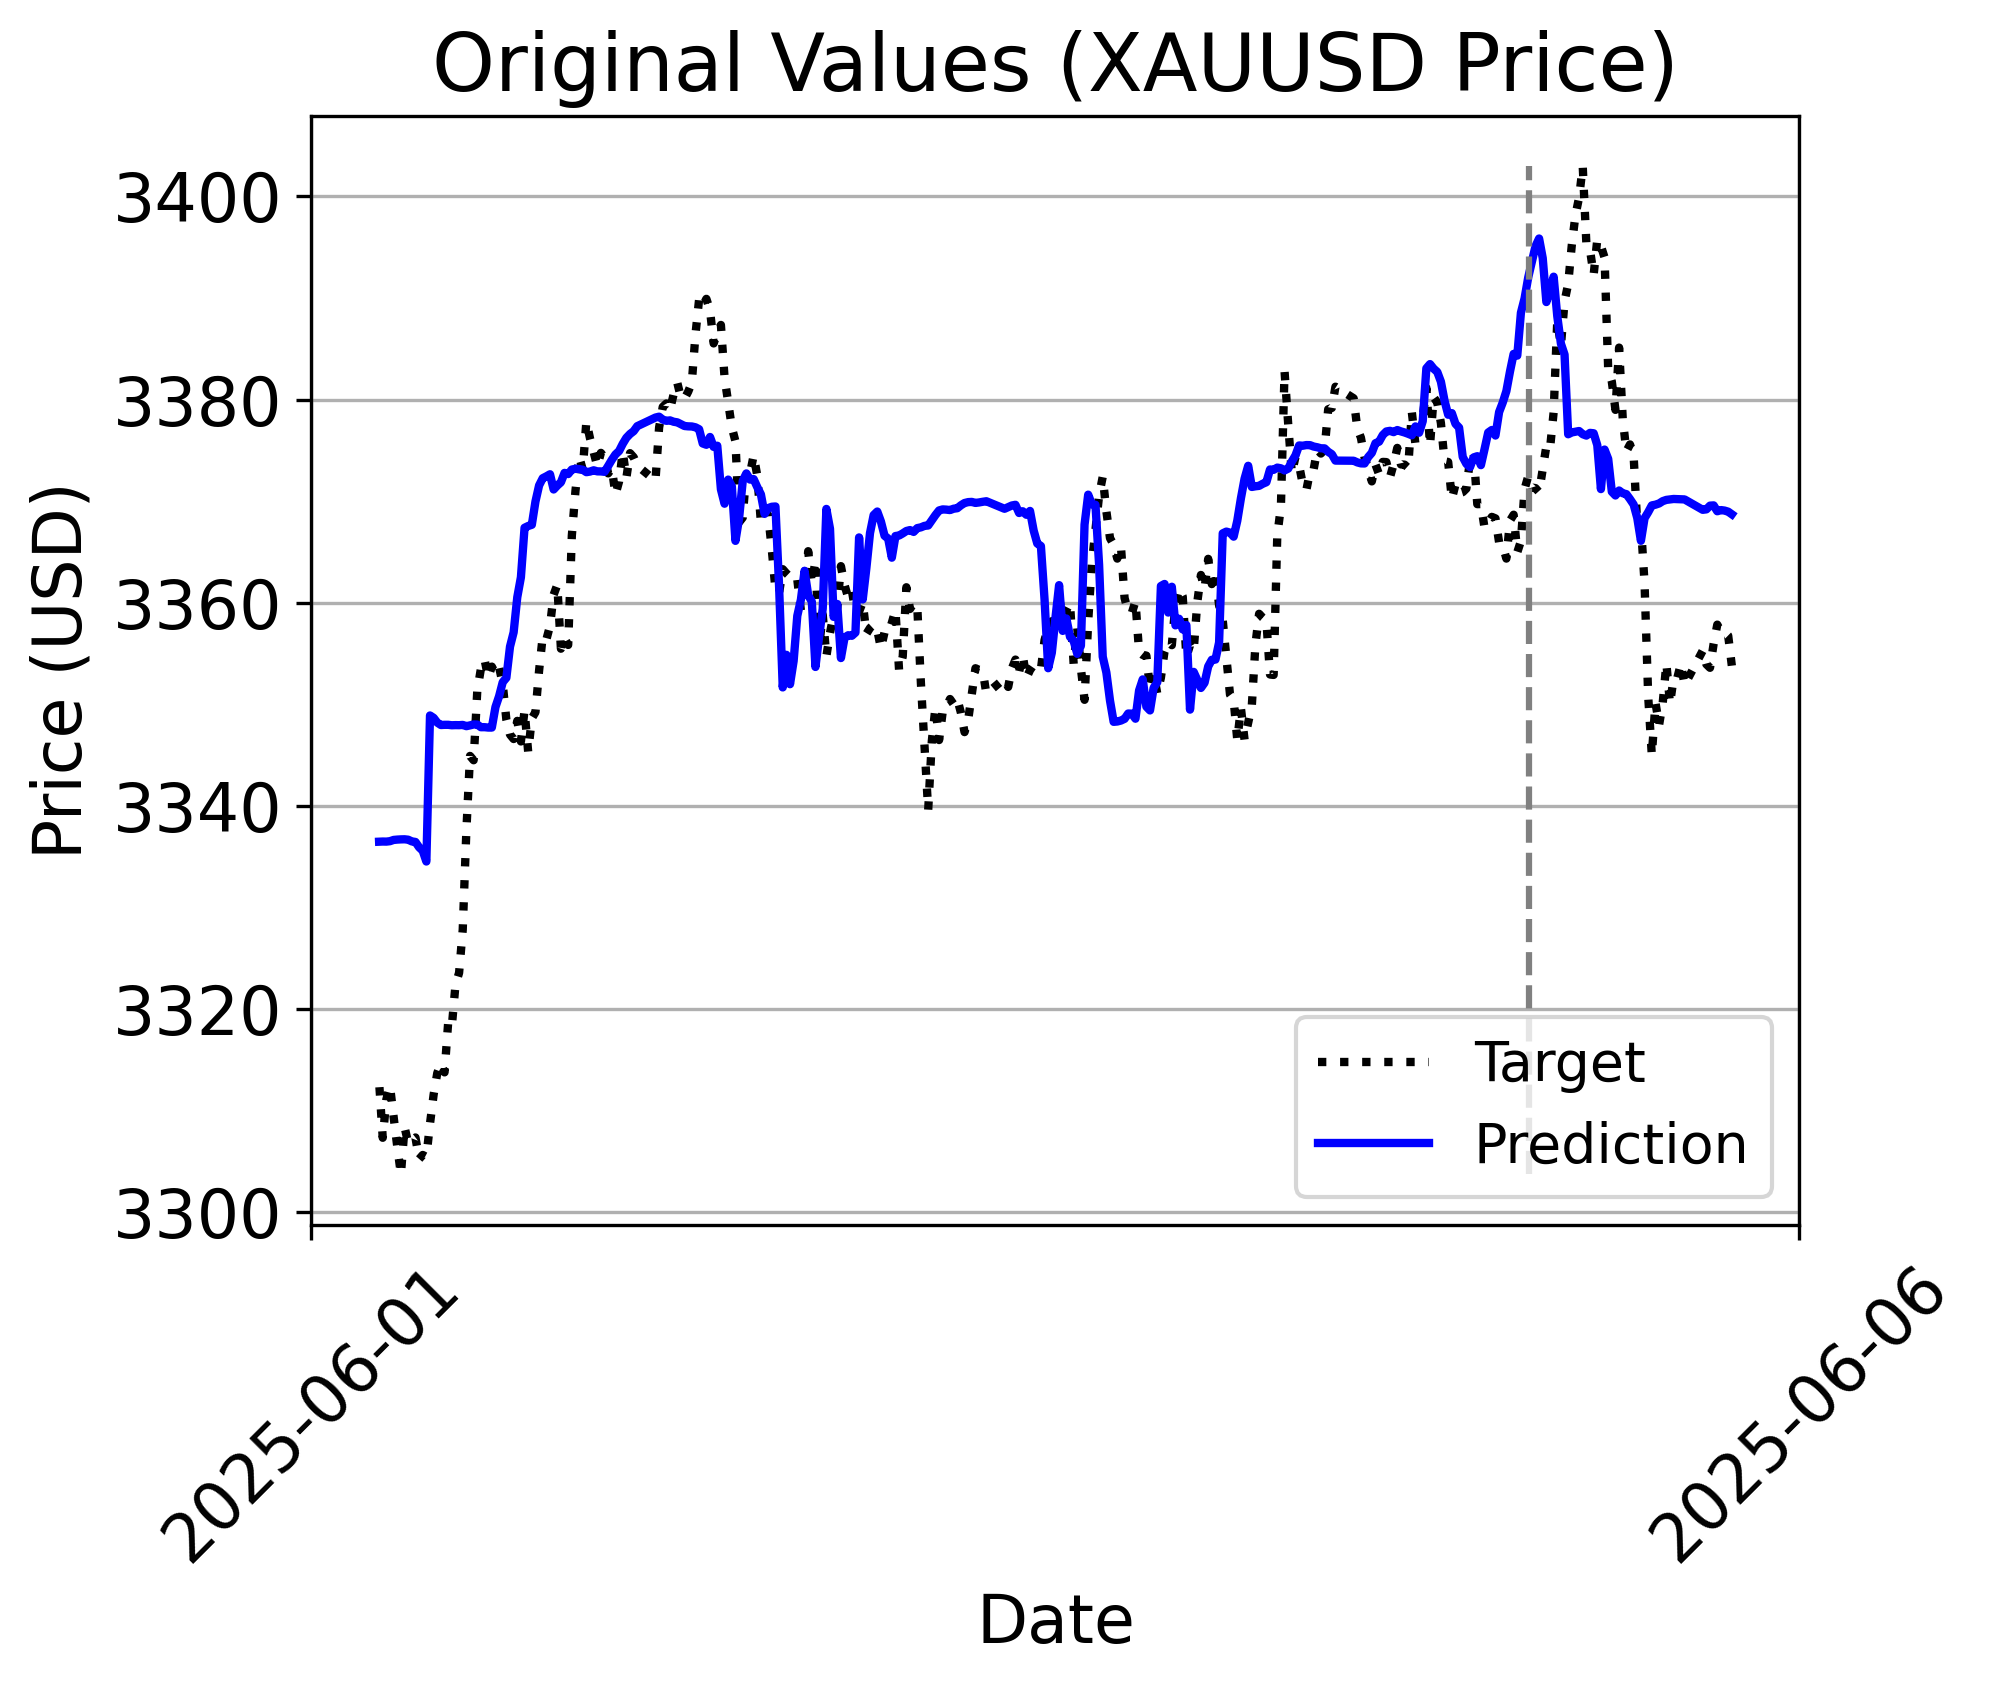 Original Values (XAUUSD Price)
Price (USD)
3400
3380
3360
3340
3320
3300
Target
Prediction
2025-06-01
2025-06-06
Date